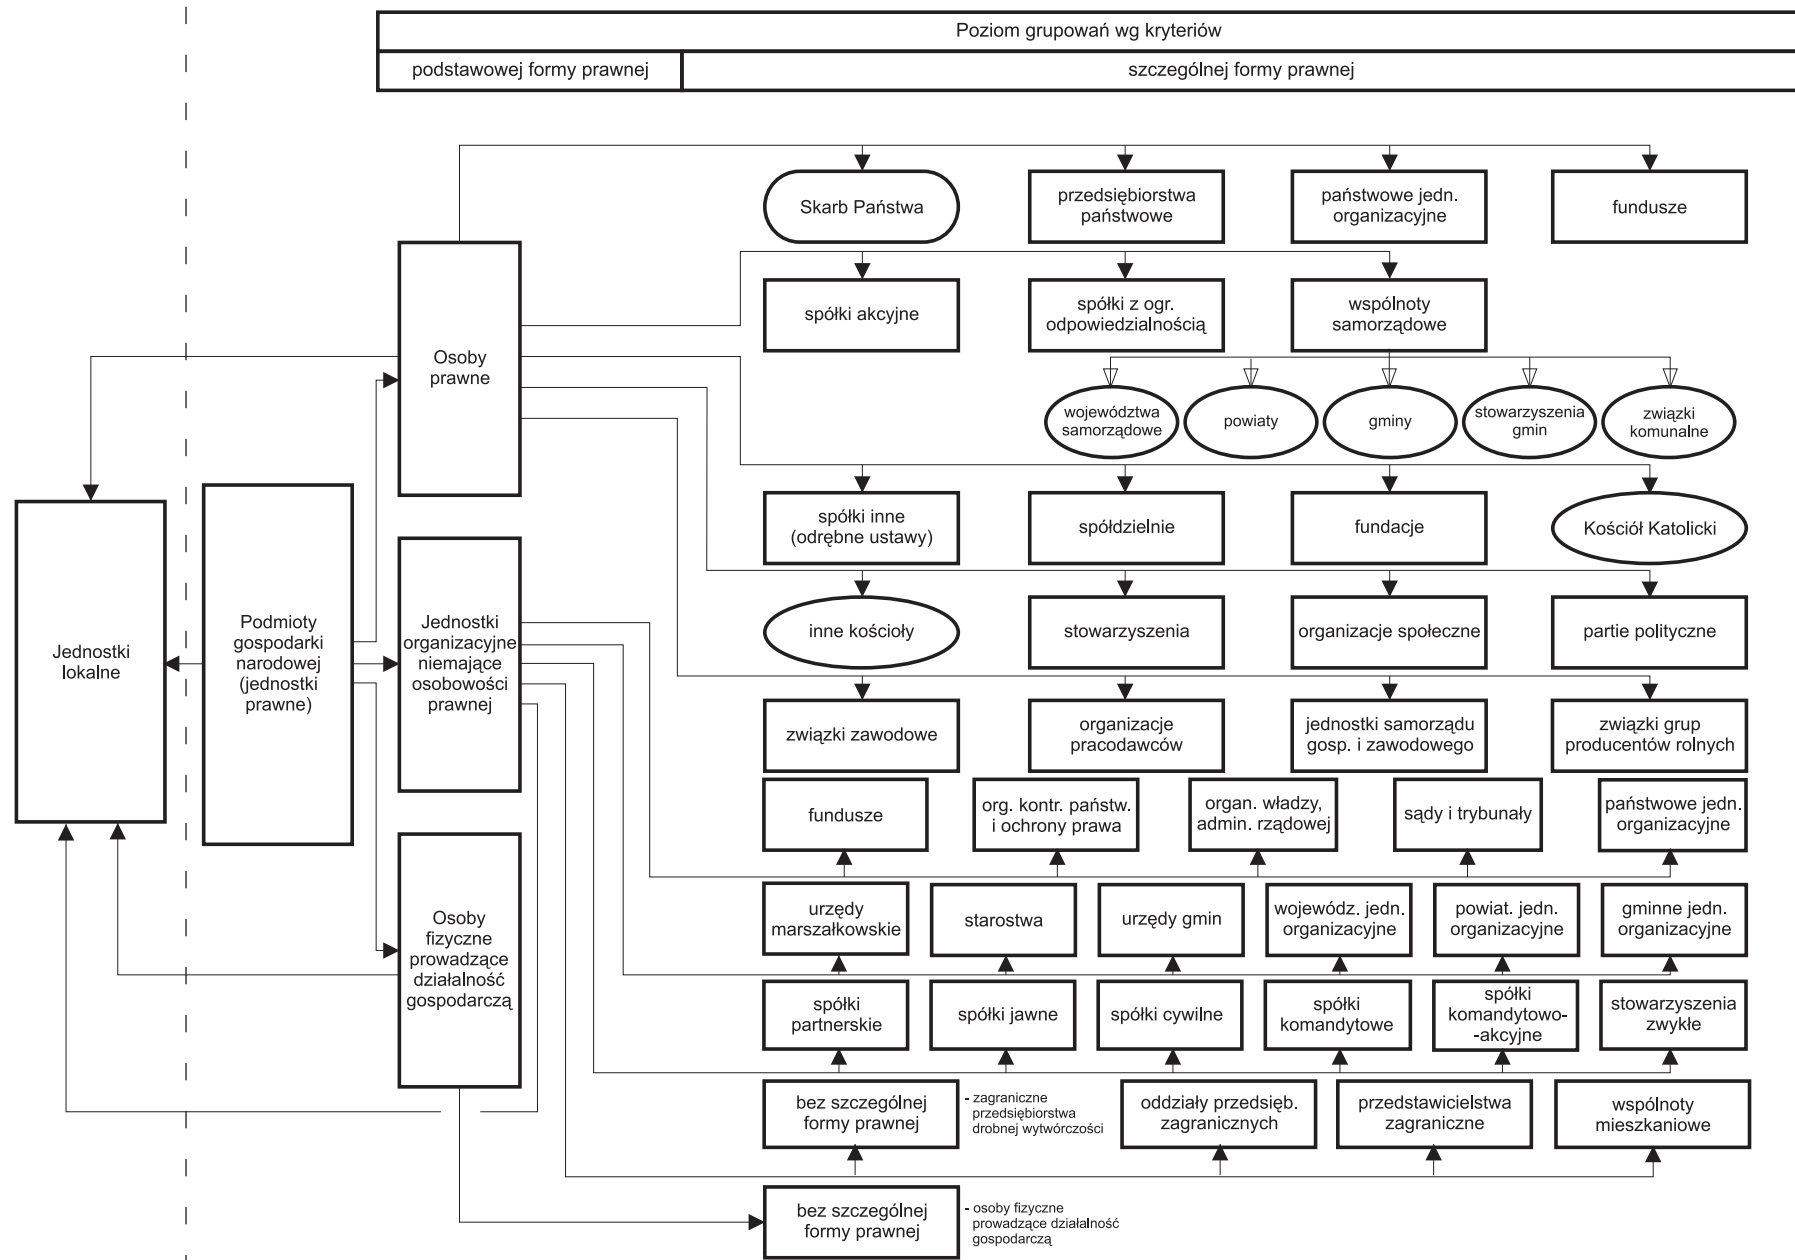 Poziom grupowań wg kryteriów
podstawowej formy prawnej
szczególnej formy prawnej
Skarb Państwa
przedsiębiorstwa
państwowe
państwowe jedn.
organizacyjne
fundusze
spółki akcyjne
spółki z ogr.
odpowiedzialnością
wspólnoty
samorządowe
Osoby
prawne
województwa
samorządowe
powiaty
gminy
stowarzyszenia
gmin
związki
komunalne
spółki inne
(odrębne ustawy)
spółdzielnie
fundacje
Kościół Katolicki
Jednostki
lokalne
Podmioty
gospodarki
narodowej
(jednostki
prawne)
Jednostki
organizacyjne
niemające
osobowości
prawnej
inne kościoły
stowarzyszenia
organizacje społeczne
partie polityczne
związki zawodowe
organizacje
pracodawców
jednostki samorządu
gosp. i zawodowego
związki grup
producentów rolnych
fundusze
org. kontr. państw.
i ochrony prawa
organ. władzy,
admin. rządowej
sądy i trybunały
państwowe jedn.
organizacyjne
Osoby
fizyczne
prowadzące
działalność
gospodarczą
urzędy
marszałkowskie
starostwa
urzędy gmin
wojewódz. jedn.
organizacyjne
powiat. jedn.
organizacyjne
gminne jedn.
organizacyjne
spółki
partnerskie
spółki jawne
spółki cywilne
spółki
komandytowe
spółki
komandytowo-
-akcyjne
stowarzyszenia
zwykłe
bez szczególnej
formy prawnej
- zagraniczne
przedsiębiorstwa
drobnej wytwórczości
oddziały przedsięb.
zagranicznych
przedstawicielstwa
zagraniczne
wspólnoty
mieszkaniowe
bez szczególnej
formy prawnej
- osoby fizyczne
prowadzące działalność
gospodarczą